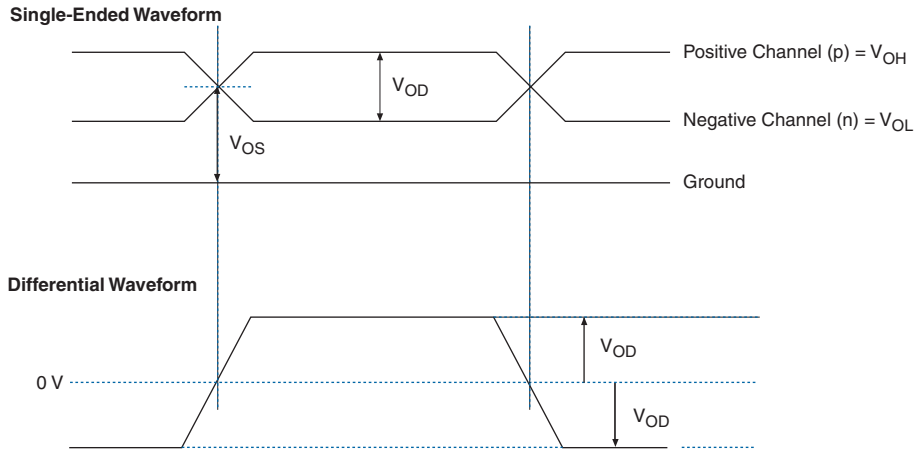 Single-Ended Waveform
Positive Channel (p) = VOH
VOD
Negative Channel (n) = VOL
VOS
Ground
Differential Waveform
VOD
0 V
VOD